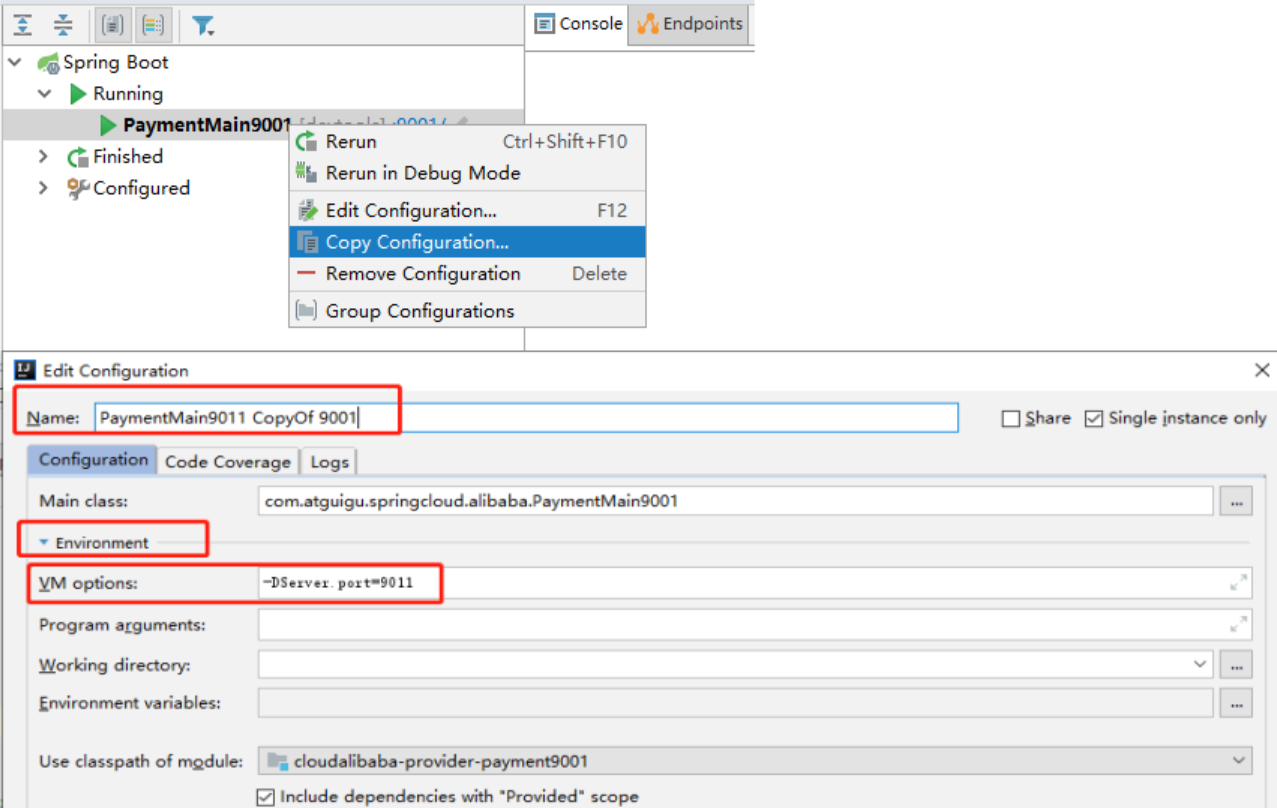 Console Endpoints
Spring Boot
Running
PaymentMain9001 [devtools] :9001/
Rerun Ctrl+Shift+F10
Finished
Rerun in Debug Mode
Configured
Edit Configuration... F12
Copy Configuration...
Remove Configuration Delete
Group Configurations
Edit Configuration
Name: PaymentMain9011 CopyOf 9001 Share Single instance only
Configuration Code Coverage Logs
Main class: com.atguigu.springcloud.alibaba.PaymentMain9001 ...
Environment
VM options: -DServer.port=9011
Program arguments:
Working directory: ...
Environment variables: ...
Use classpath of module: cloudalibaba-provider-payment9001
Include dependencies with "Provided" scope